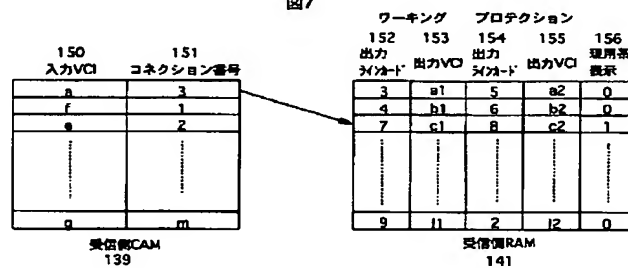 図7
ワーキング プロテクション
150 151 152 153 154 155 156
入力VCI コネクション番号 出力ラインカード 出力VCI 出力ラインカード 出力VCI 現用系表示
a 3 3 a1 5 a2 0
f 1 4 b1 6 b2 0
e 2 7 c1 8 c2 1
g m 9 2 0
受信側CAM 受信側RAM
139 141